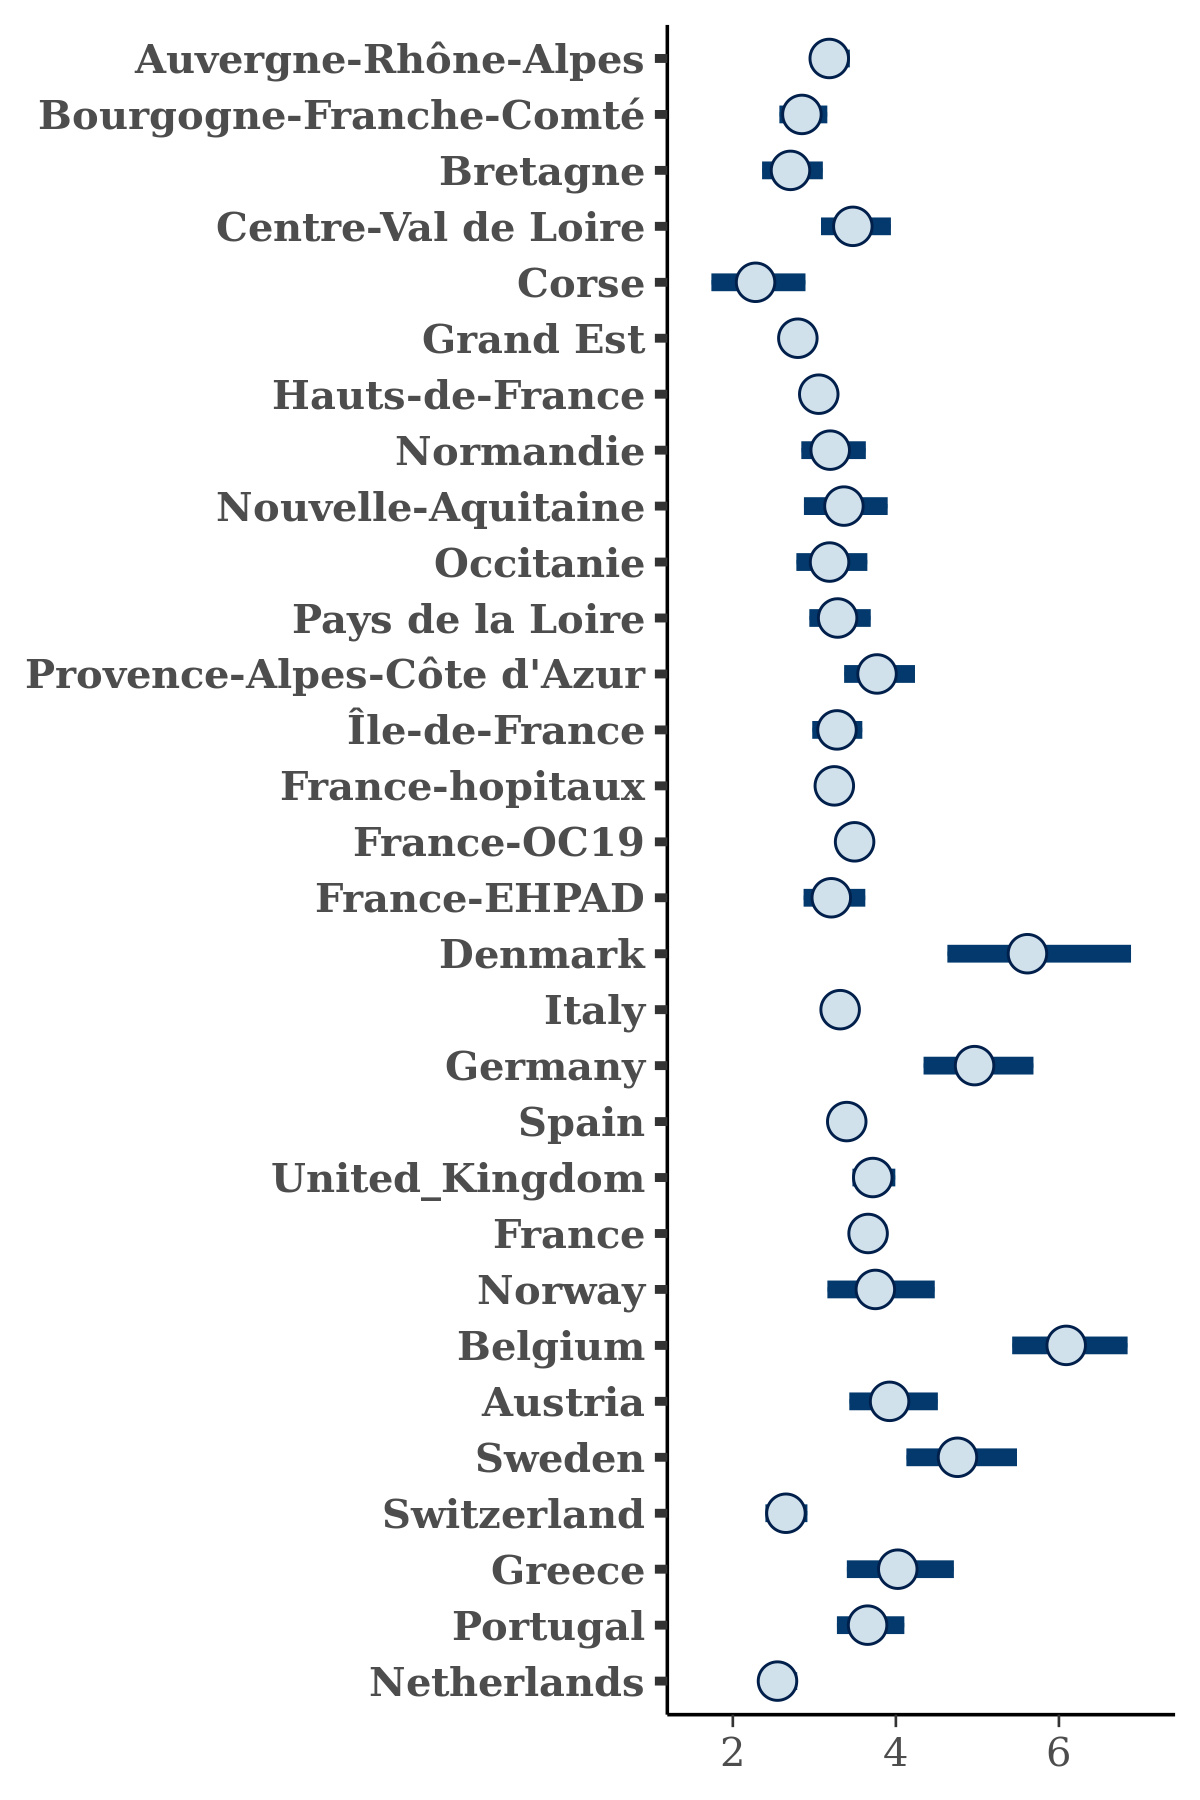 Auvergne-Rhône-Alpes
Bourgogne-Franche-Comté
Bretagne
Centre-Val de Loire
Corse
Grand Est
Hauts-de-France
Normandie
Nouvelle-Aquitaine
Occitanie
Pays de la Loire
Provence-Alpes-Côte d'Azur
Île-de-France
France-hopitaux
France-OC19
France-EHPAD
Denmark
Italy
Germany
Spain
United_Kingdom
France
Norway
Belgium
Austria
Sweden
Switzerland
Greece
Portugal
Netherlands
2 4 6